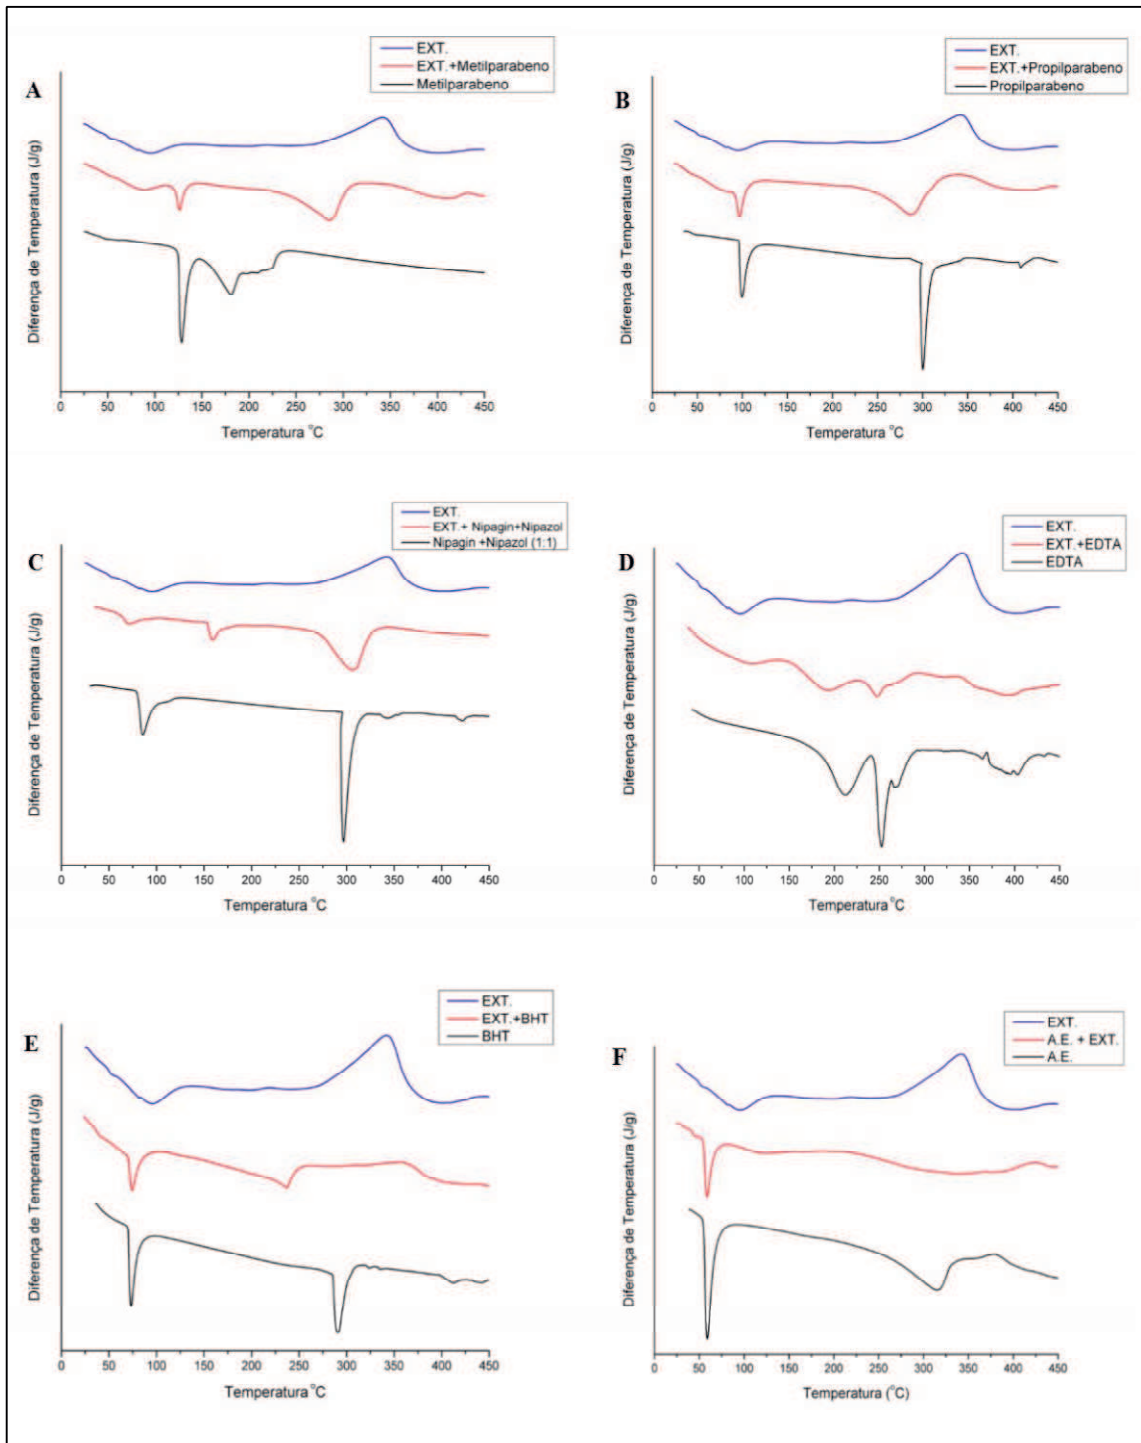 A
EXT.
EXT.+Metilparabeno
Metilparabeno
Diferença de Temperatura (J/g)
0 50 100 150 200 250 300 350 400 450
Temperatura °C
B
EXT.
EXT.+Propilparabeno
Propilparabeno
Diferença de Temperatura (J/g)
0 50 100 150 200 250 300 350 400 450
Temperatura °C
C
EXT.
EXT.+ Nipagin+Nipazol
Nipagin +Nipazol (1:1)
Diferença de Temperatura (J/g)
0 50 100 150 200 250 300 350 400 450
Temperatura °C
D
EXT.
EXT.+EDTA
EDTA
Diferença de Temperatura (J/g)
0 50 100 150 200 250 300 350 400 450
Temperatura °C
E
EXT.
EXT.+BHT
BHT
Diferença de Temperatura (J/g)
0 50 100 150 200 250 300 350 400 450
Temperatura °C
F
EXT.
A.E. + EXT.
A.E.
Diferença de Temperatura (J/g)
0 50 100 150 200 250 300 350 400 450
Temperatura (°C)